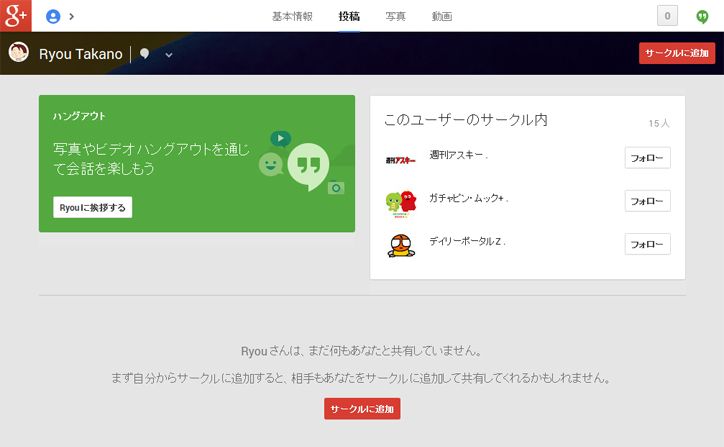 g+
基本情報 投稿 写真 動画
0
Ryou Takano
サークルに追加
ハングアウト
写真やビデオハングアウトを通じ
て会話を楽しもう
Ryouに挨拶する
このユーザーのサークル内
15人
週刊アスキー
週刊アスキー .
フォロー
ガチャピン・ムック+ .
フォロー
デイリーポータルZ .
フォロー
Ryouさんは、まだ何もあなたと共有していません。
まず自分からサークルに追加すると、相手もあなたをサークルに追加して共有してくれるかもしれません。
サークルに追加